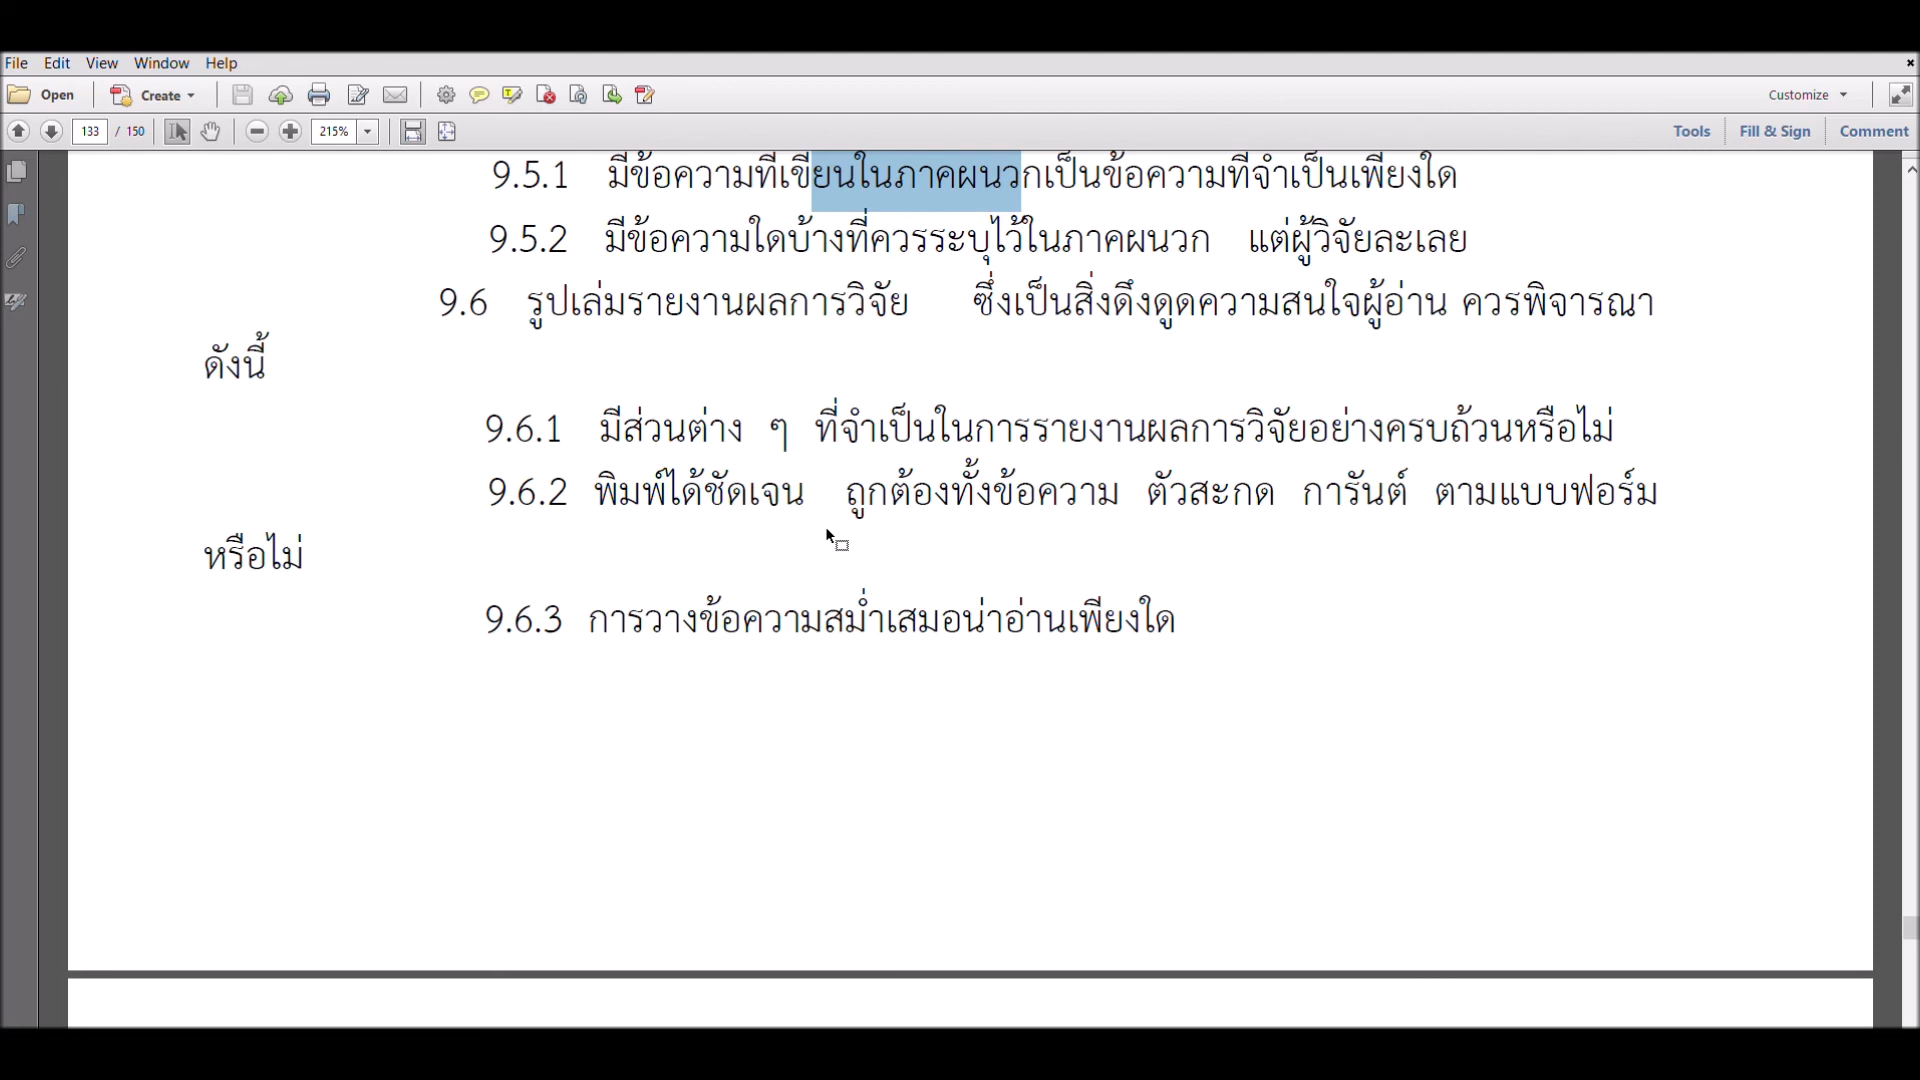 File Edit View Window Help
Open Create Customize
133 / 150 215% Tools Fill & Sign Comment
9.5.1 มีข้อความที่เขียนในภาคผนวกเป็นข้อความที่จำเป็นเพียงใด
9.5.2 มีข้อความใดบ้างที่ควรระบุไว้ในภาคผนวก แต่ผู้วิจัยละเลย
9.6 รูปเล่มรายงานผลการวิจัย ซึ่งเป็นสิ่งดึงดูดความสนใจผู้อ่าน ควรพิจารณา
ดังนี้
9.6.1 มีส่วนต่าง ๆ ที่จำเป็นในการรายงานผลการวิจัยอย่างครบถ้วนหรือไม่
9.6.2 พิมพ์ได้ชัดเจน ถูกต้องทั้งข้อความ ตัวสะกด การันต์ ตามแบบฟอร์ม
หรือไม่
9.6.3 การวางข้อความสม่ำเสมอน่าอ่านเพียงใด